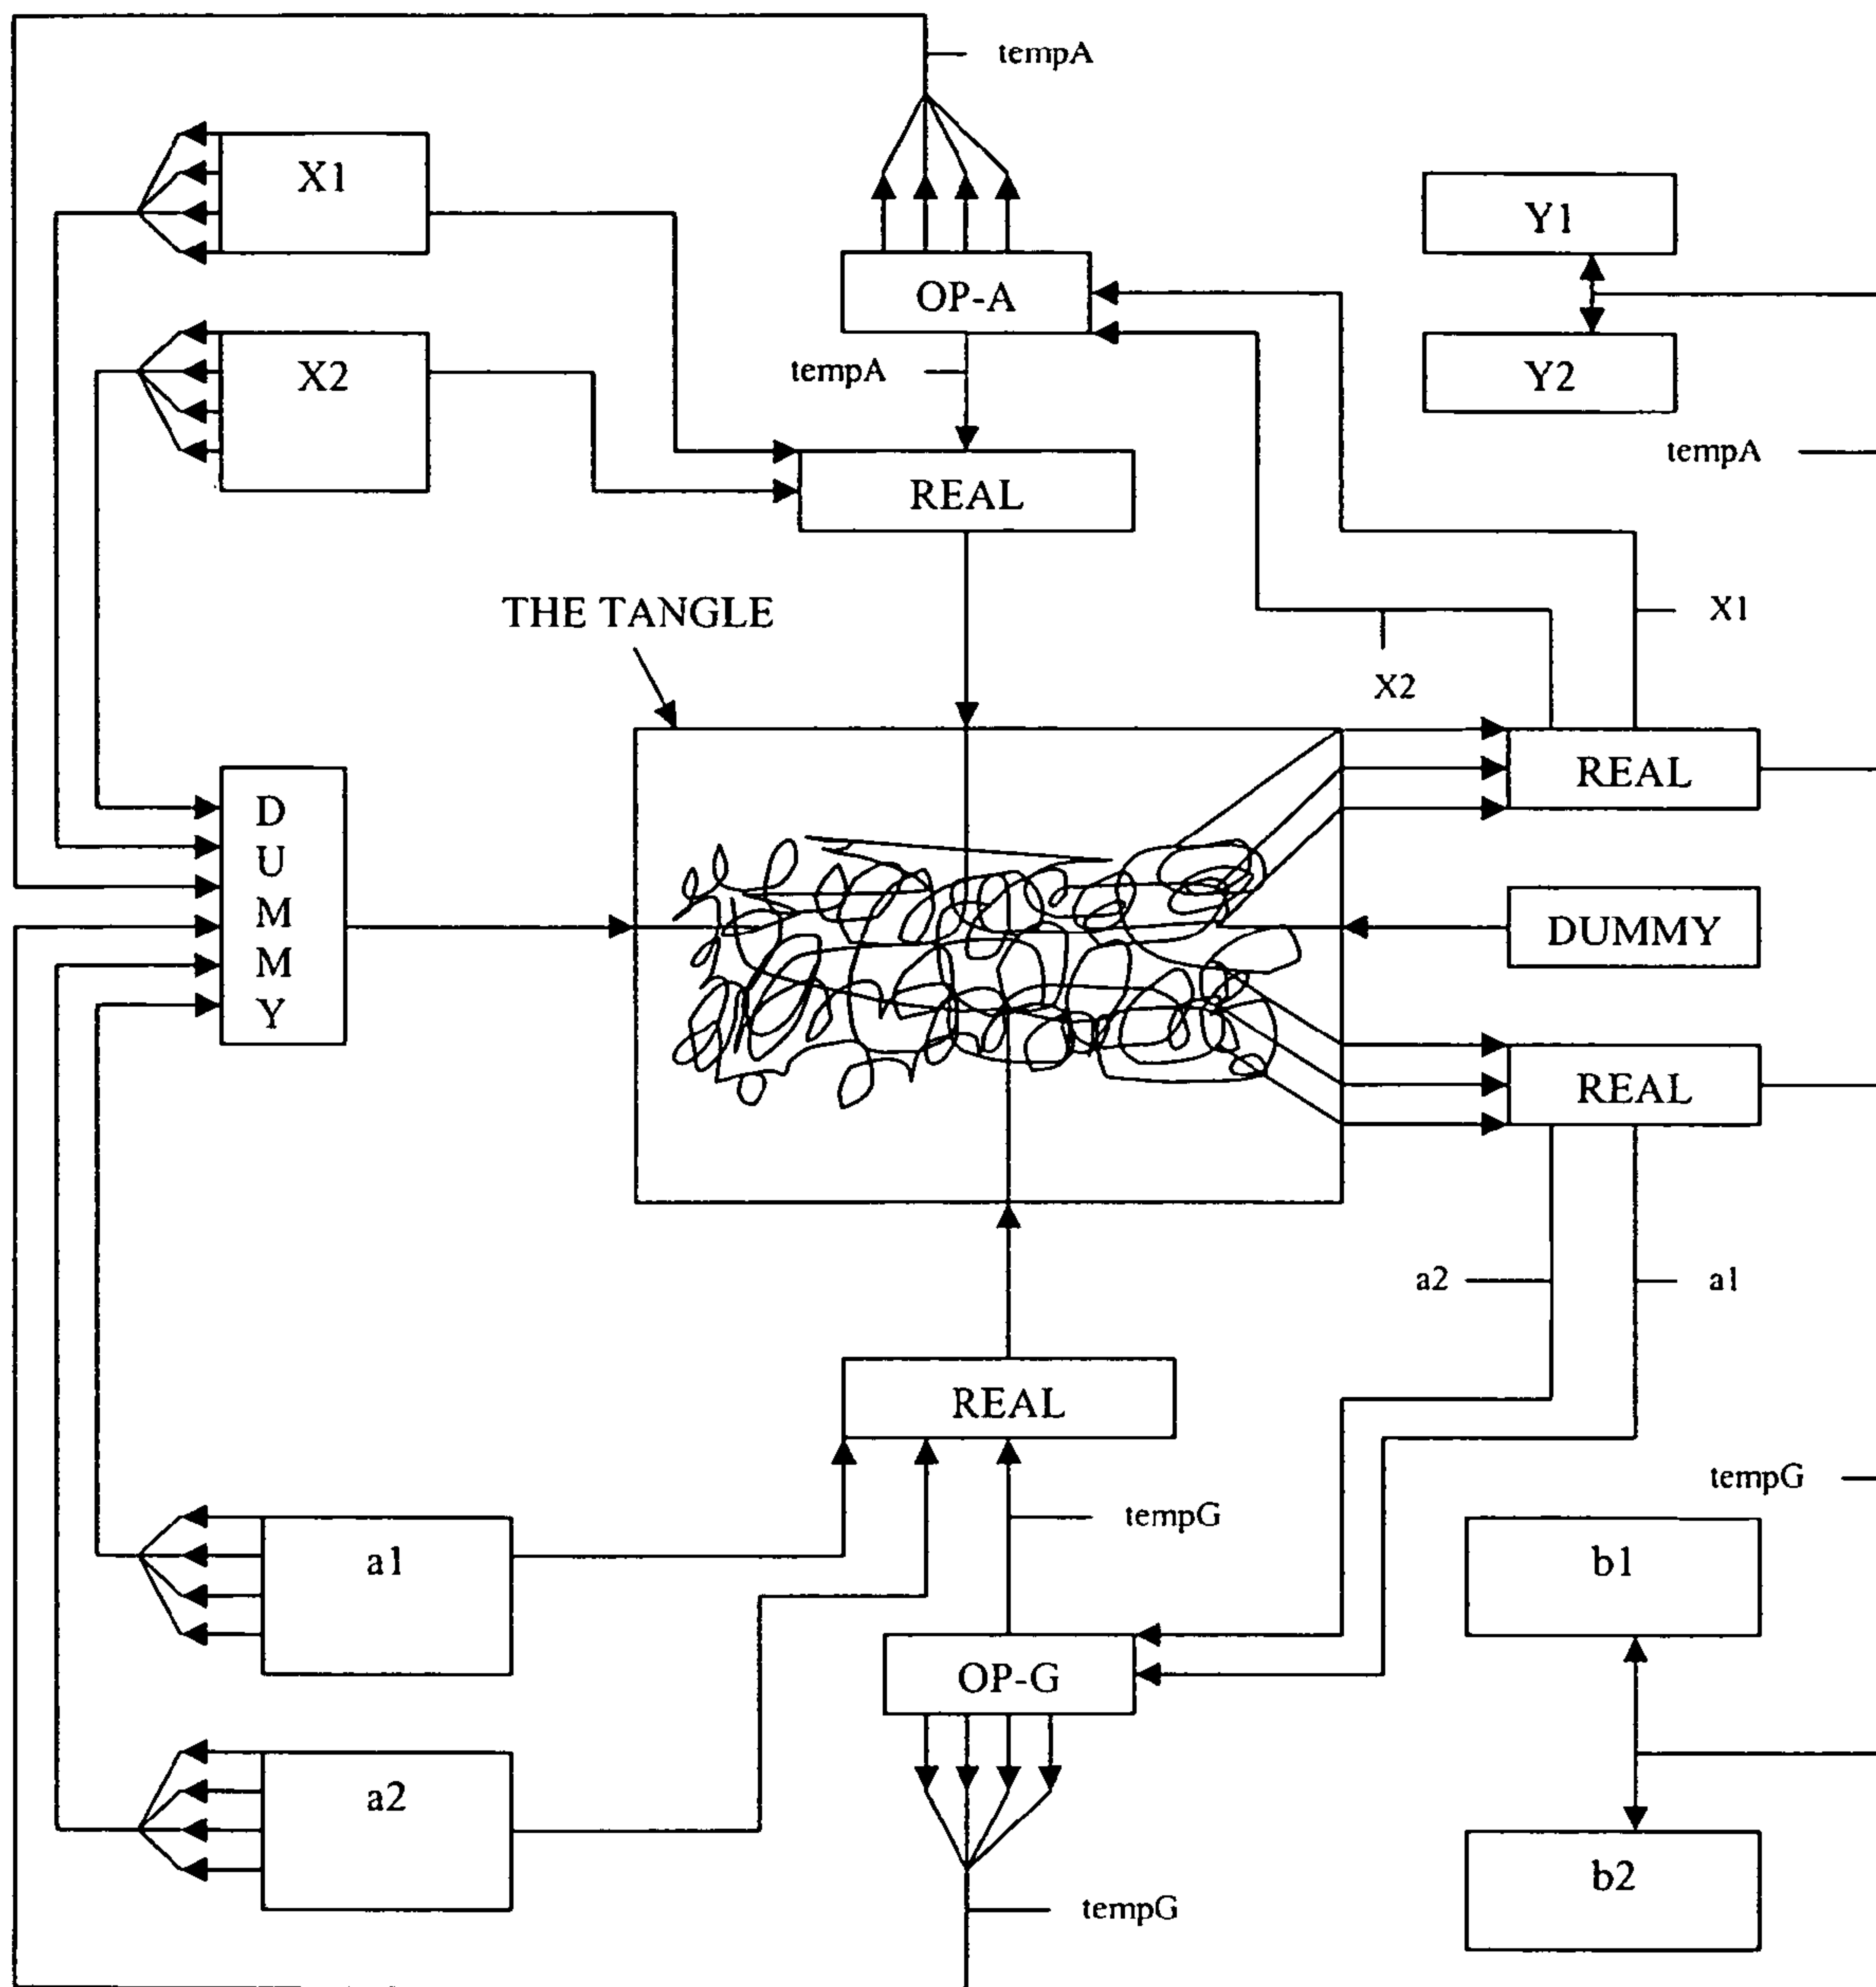 tempA
X1
Y1
OP-A
X2
tempA
Y2
tempA
REAL
THE TANGLE
X1
X2
D
U
M
M
Y
REAL
DUMMY
REAL
a2
a1
REAL
tempG
tempG
a1
b1
OP-G
a2
b2
tempG